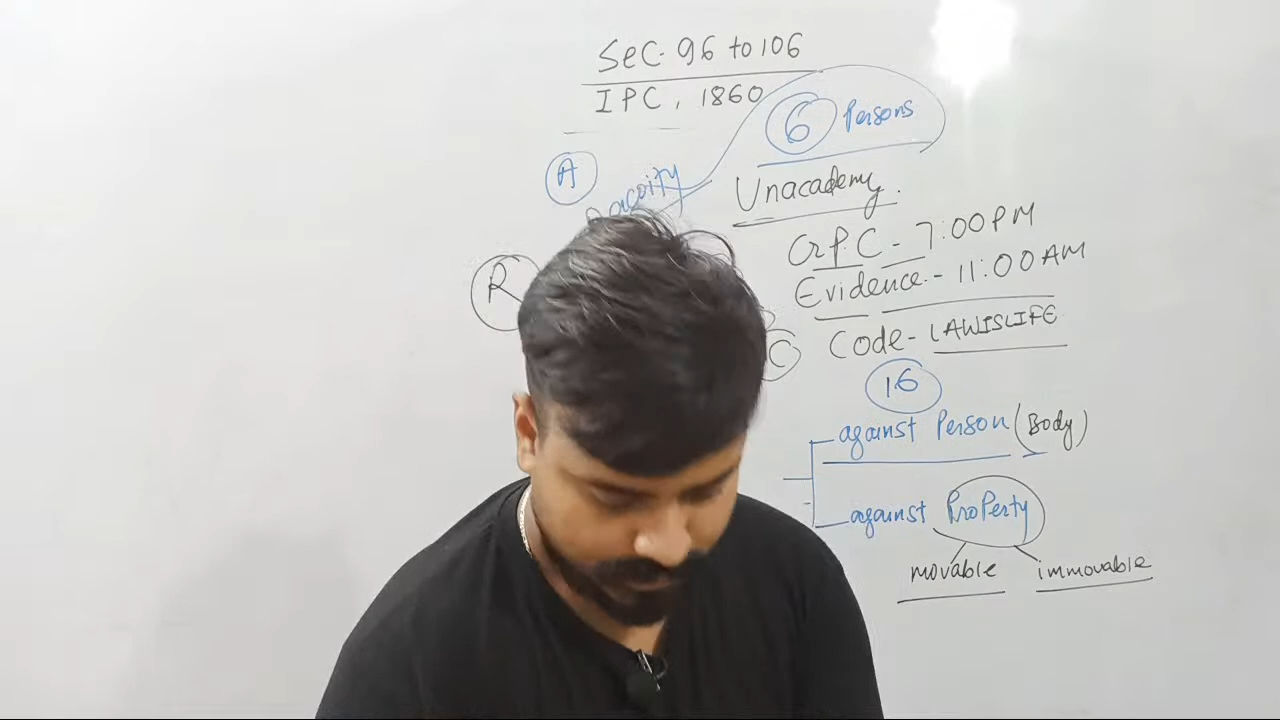 Sec. 96 to 106
IPC, 1860
6 Persons
A
Unacademy.
CrPC - 7:00 PM
R
Evidence - 11:00 AM
C
Code - LAWISLIFE
16
against Person (Body)
against Property
movable immovable